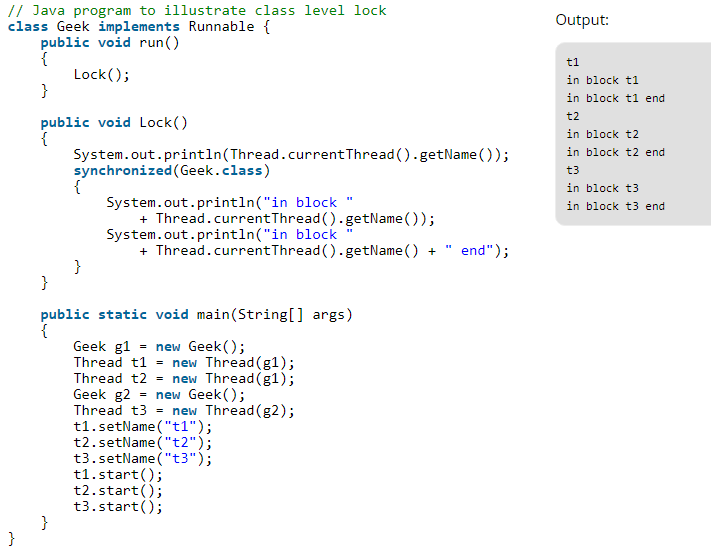 // Java program to illustrate class level lock
class Geek implements Runnable {
    public void run()
    {
        Lock();
    }

    public void Lock()
    {
        System.out.println(Thread.currentThread().getName());
        synchronized(Geek.class)
        {
            System.out.println("in block "
                + Thread.currentThread().getName());
            System.out.println("in block "
                + Thread.currentThread().getName() + " end");
        }
    }

    public static void main(String[] args)
    {
        Geek g1 = new Geek();
        Thread t1 = new Thread(g1);
        Thread t2 = new Thread(g1);
        Geek g2 = new Geek();
        Thread t3 = new Thread(g2);
        t1.setName("t1");
        t2.setName("t2");
        t3.setName("t3");
        t1.start();
        t2.start();
        t3.start();
    }
}
Output:
t1
in block t1
in block t1 end
t2
in block t2
in block t2 end
t3
in block t3
in block t3 end